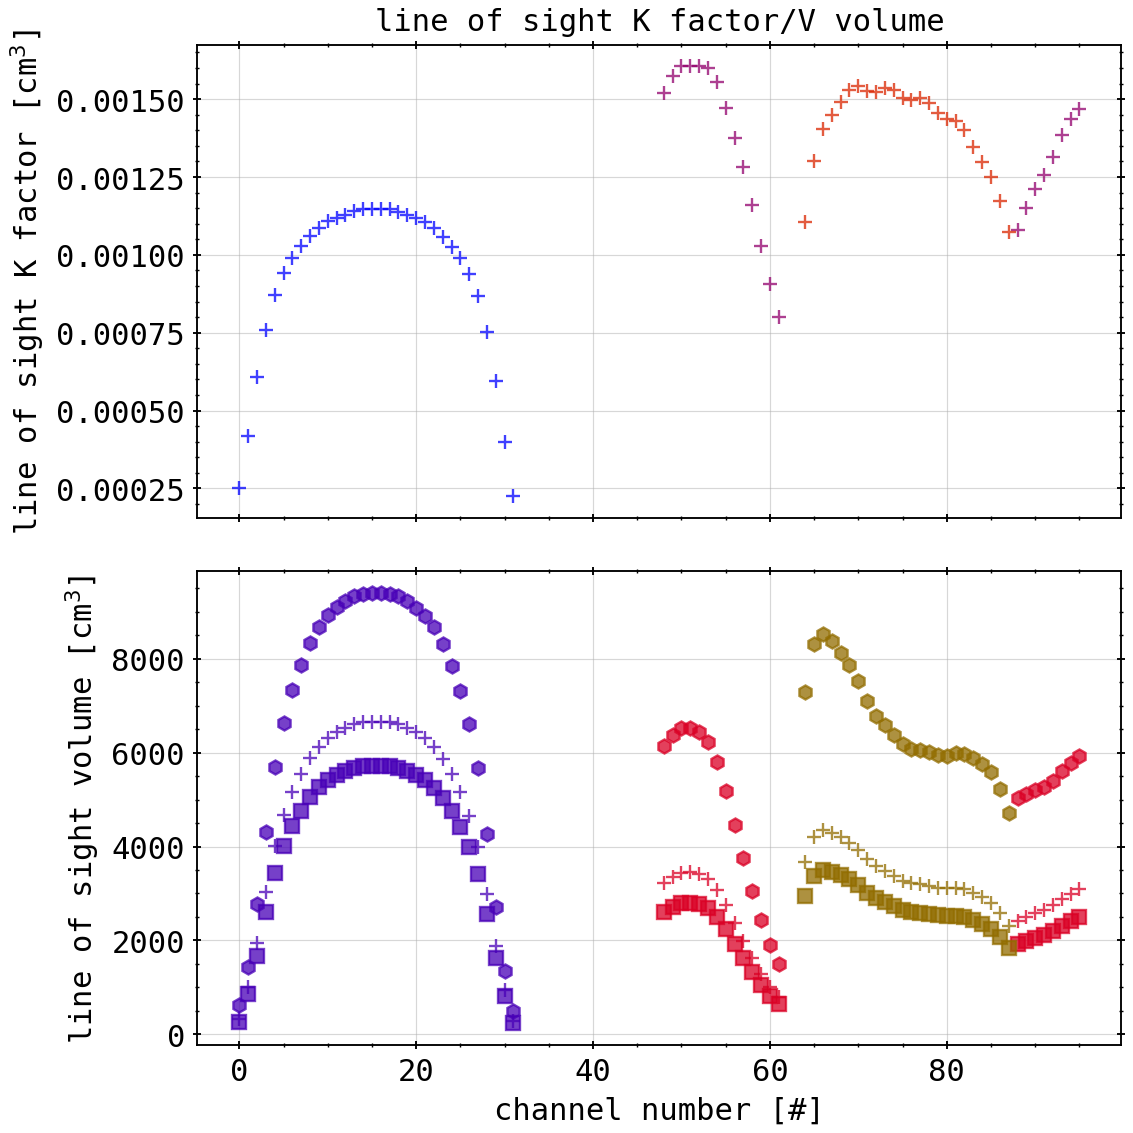 line of sight K factor/V volume
line of sight K factor [cm³]
0.00150
0.00125
0.00100
0.00075
0.00050
0.00025
line of sight volume [cm³]
8000
6000
4000
2000
0
0 20 40 60 80
channel number [#]